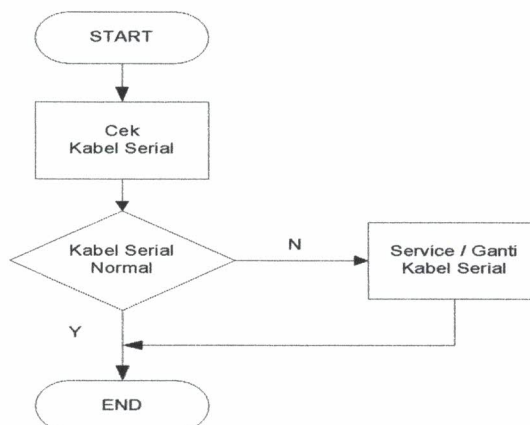 START
Cek
Kabel Serial
Kabel Serial
Normal
N
Service / Ganti
Kabel Serial
Y
END